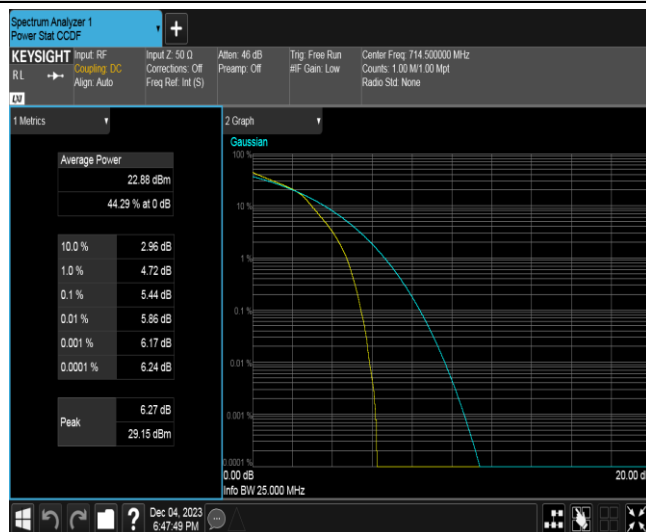 Spectrum Analyzer 1
Power Stat CCDF
+
KEYSIGHT
RL
LXI
Input: RF
Coupling: DC
Align: Auto
Input Z: 50 Ω
Corrections: Off
Freq Ref: Int (S)
Atten: 46 dB
Preamp: Off
Trig: Free Run
#IF Gain: Low
Center Freq: 714.500000 MHz
Counts: 1.00 M/1.00 Mpt
Radio Std: None
1 Metrics
Average Power
22.88 dBm
44.29 % at 0 dB
10.0 % 2.96 dB
1.0 % 4.72 dB
0.1 % 5.44 dB
0.01 % 5.86 dB
0.001 % 6.17 dB
0.0001 % 6.24 dB
Peak
6.27 dB
29.15 dBm
2 Graph
Gaussian
100 %
10 %
1 %
0.1 %
0.01 %
0.001 %
0.0001 %
0.00 dB
20.00 d
Info BW 25.000 MHz
?
Dec 04, 2023
6:47:49 PM